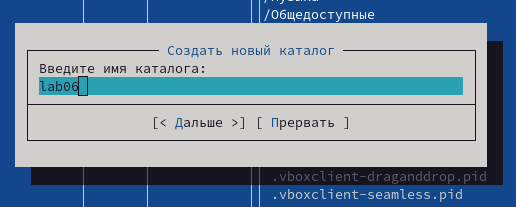 /Общедоступные
Создать новый каталог
Введите имя каталога:
lab06
[< Дальше >] [ Прервать ]
.vboxclient-draganddrop.pid
.vboxclient-seamless.pid